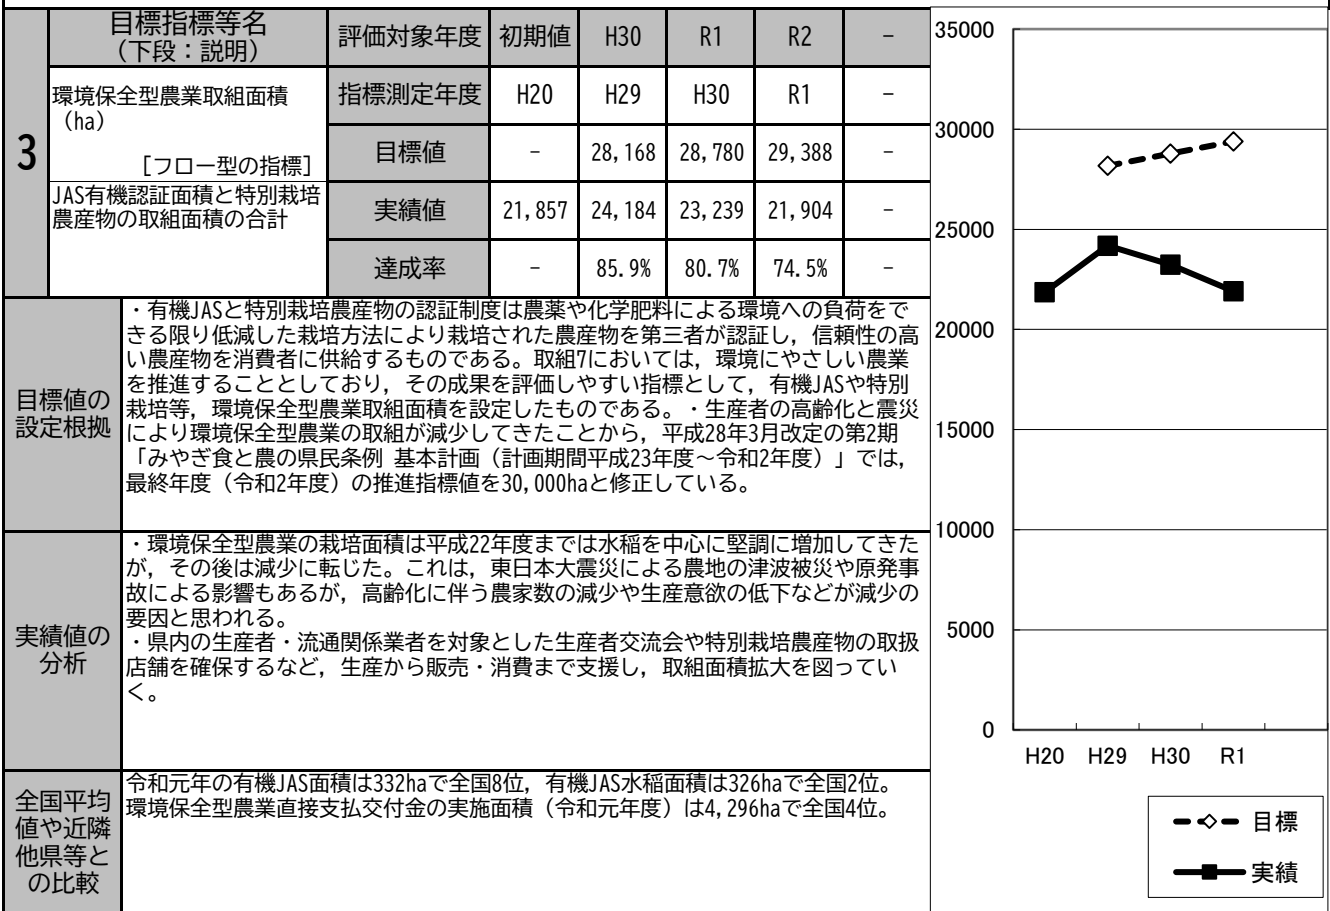 3
目標指標等名
（下段：説明）
評価対象年度 初期値 H30 R1 R2 －
環境保全型農業取組面積
（ha）
［フロー型の指標］
JAS有機認証面積と特別栽培
農産物の取組面積の合計
指標測定年度 H20 H29 H30 R1 －
目標値 － 28,168 28,780 29,388 －
実績値 21,857 24,184 23,239 21,904 －
達成率 － 85.9% 80.7% 74.5% －
目標値の
設定根拠
・有機JASと特別栽培農産物の認証制度は農薬や化学肥料による環境への負荷をで
きる限り低減した栽培方法により栽培された農産物を第三者が認証し，信頼性の高
い農産物を消費者に供給するものである。取組7においては，環境にやさしい農業
を推進することとしており，その成果を評価しやすい指標として，有機JASや特別
栽培等，環境保全型農業取組面積を設定したものである。・生産者の高齢化と震災
により環境保全型農業の取組が減少してきたことから，平成28年3月改定の第2期
「みやぎ食と農の県民条例 基本計画（計画期間平成23年度～令和2年度）」では，
最終年度（令和2年度）の推進指標値を30,000haと修正している。
実績値の
分析
・環境保全型農業の栽培面積は平成22年度までは水稲を中心に堅調に増加してきた
が，その後は減少に転じた。これは，東日本大震災による農地の津波被災や原発事
故による影響もあるが，高齢化に伴う農家数の減少や生産意欲の低下などが減少の
要因と思われる。
・県内の生産者・流通関係業者を対象とした生産者交流会や特別栽培農産物の取扱
店舗を確保するなど，生産から販売・消費まで支援し，取組面積拡大を図ってい
く。
全国平均
値や近隣
他県等と
の比較
令和元年の有機JAS面積は332haで全国8位，有機JAS水稲面積は326haで全国2位。
環境保全型農業直接支払交付金の実施面積（令和元年度）は4,296haで全国4位。
35000
30000
25000
20000
15000
10000
5000
0
H20 H29 H30 R1
目標
実績